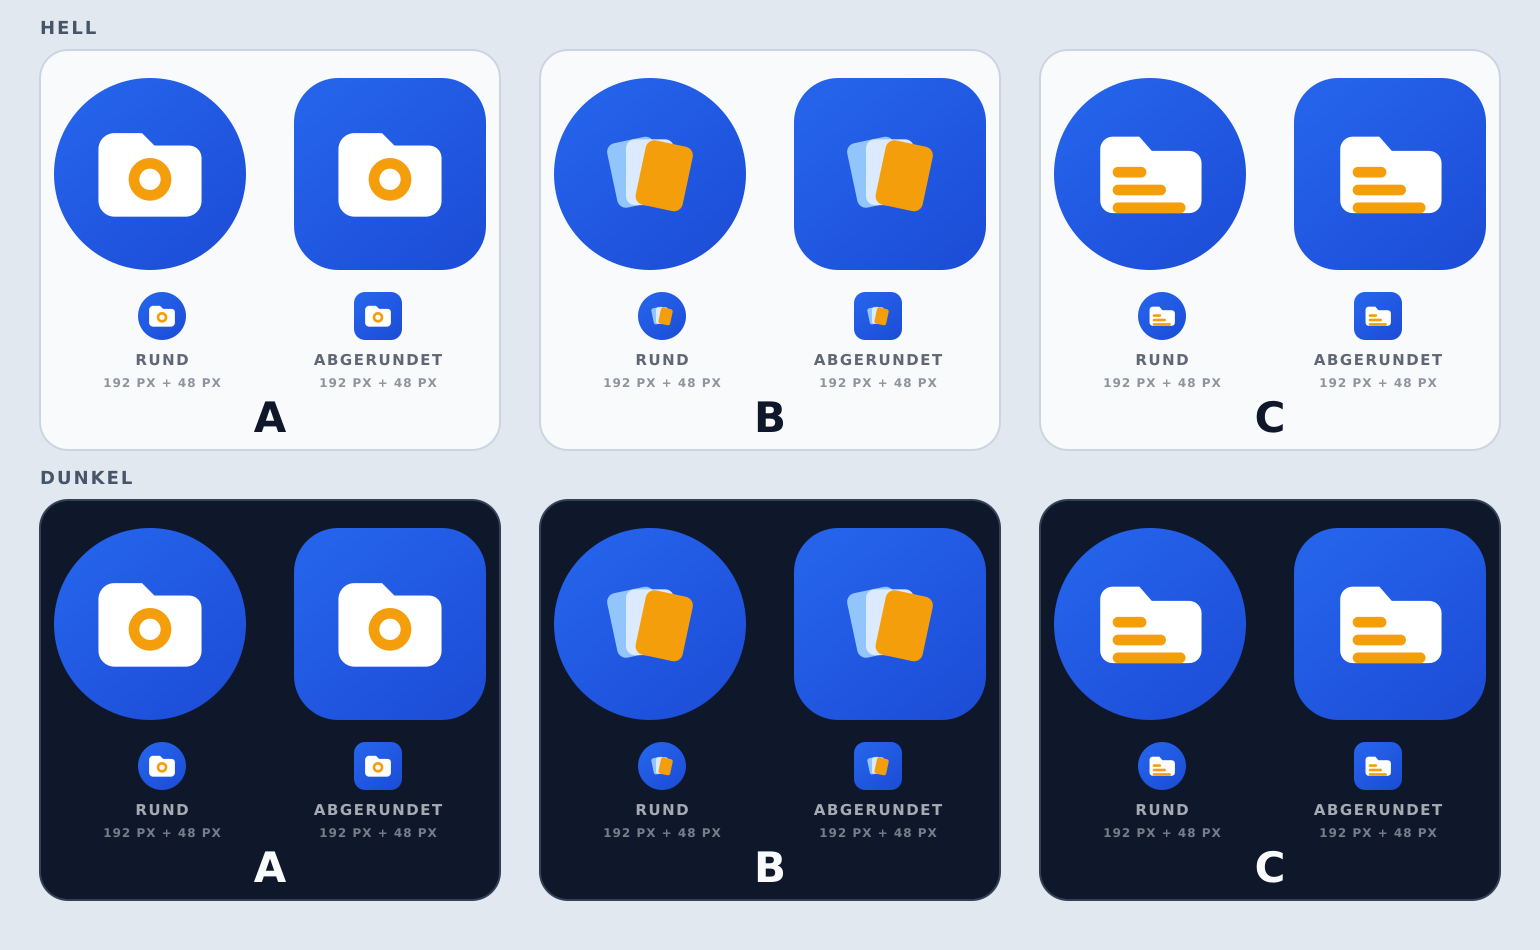 HELL
RUND ABGERUNDET
192 PX + 48 PX 192 PX + 48 PX
A
RUND ABGERUNDET
192 PX + 48 PX 192 PX + 48 PX
B
RUND ABGERUNDET
192 PX + 48 PX 192 PX + 48 PX
C
DUNKEL
RUND ABGERUNDET
192 PX + 48 PX 192 PX + 48 PX
A
RUND ABGERUNDET
192 PX + 48 PX 192 PX + 48 PX
B
RUND ABGERUNDET
192 PX + 48 PX 192 PX + 48 PX
C